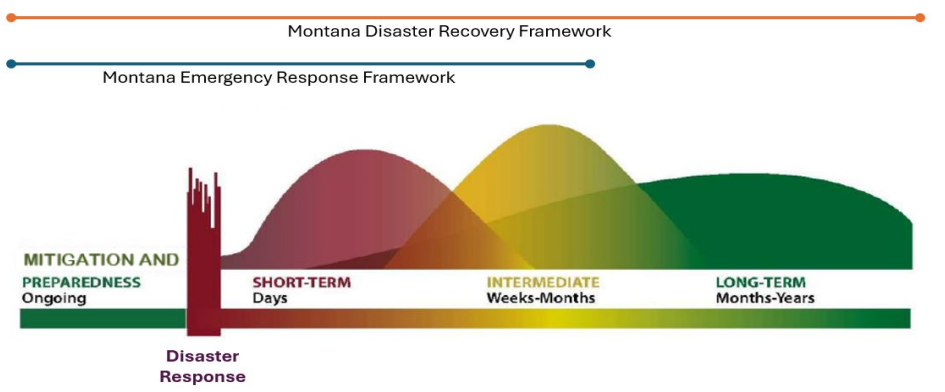 Montana Disaster Recovery Framework
Montana Emergency Response Framework
MITIGATION AND
PREPAREDNESS
Ongoing
SHORT-TERM
Days
INTERMEDIATE
Weeks-Months
LONG-TERM
Months-Years
Disaster
Response